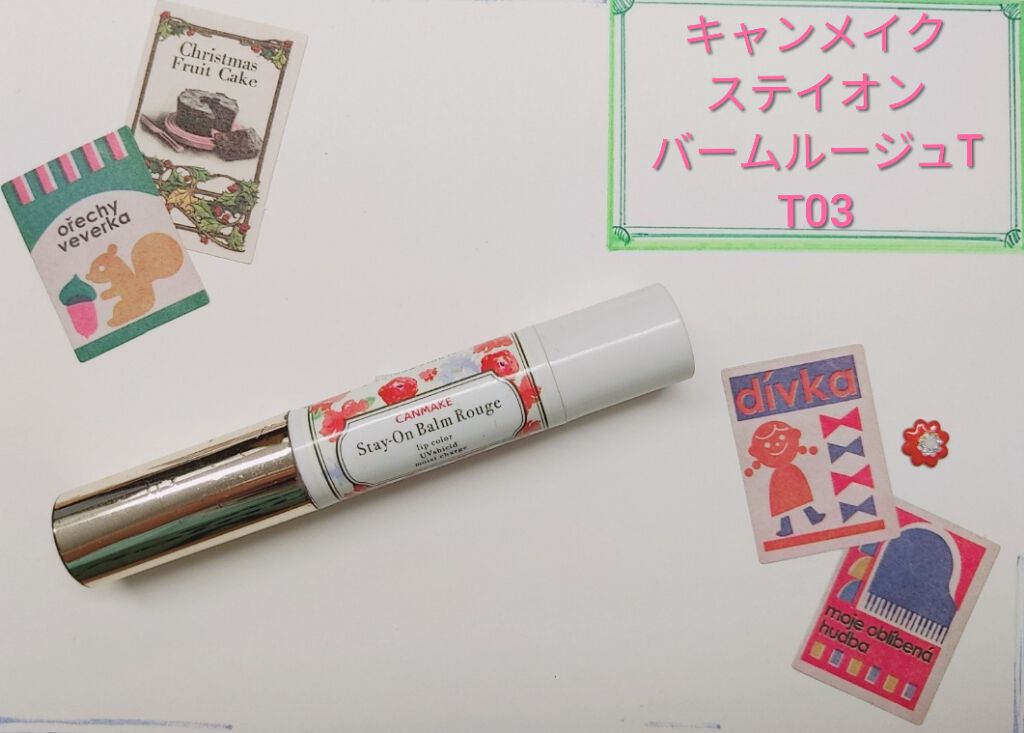 キャンメイク
ステイオン
バームルージュT
T03
Christmas
Fruit Cake
ořechy
veverka
CANMAKE
Stay-On Balm Rouge
lip color
UVshield
moist charge
dívka
moje oblíbená
hudba